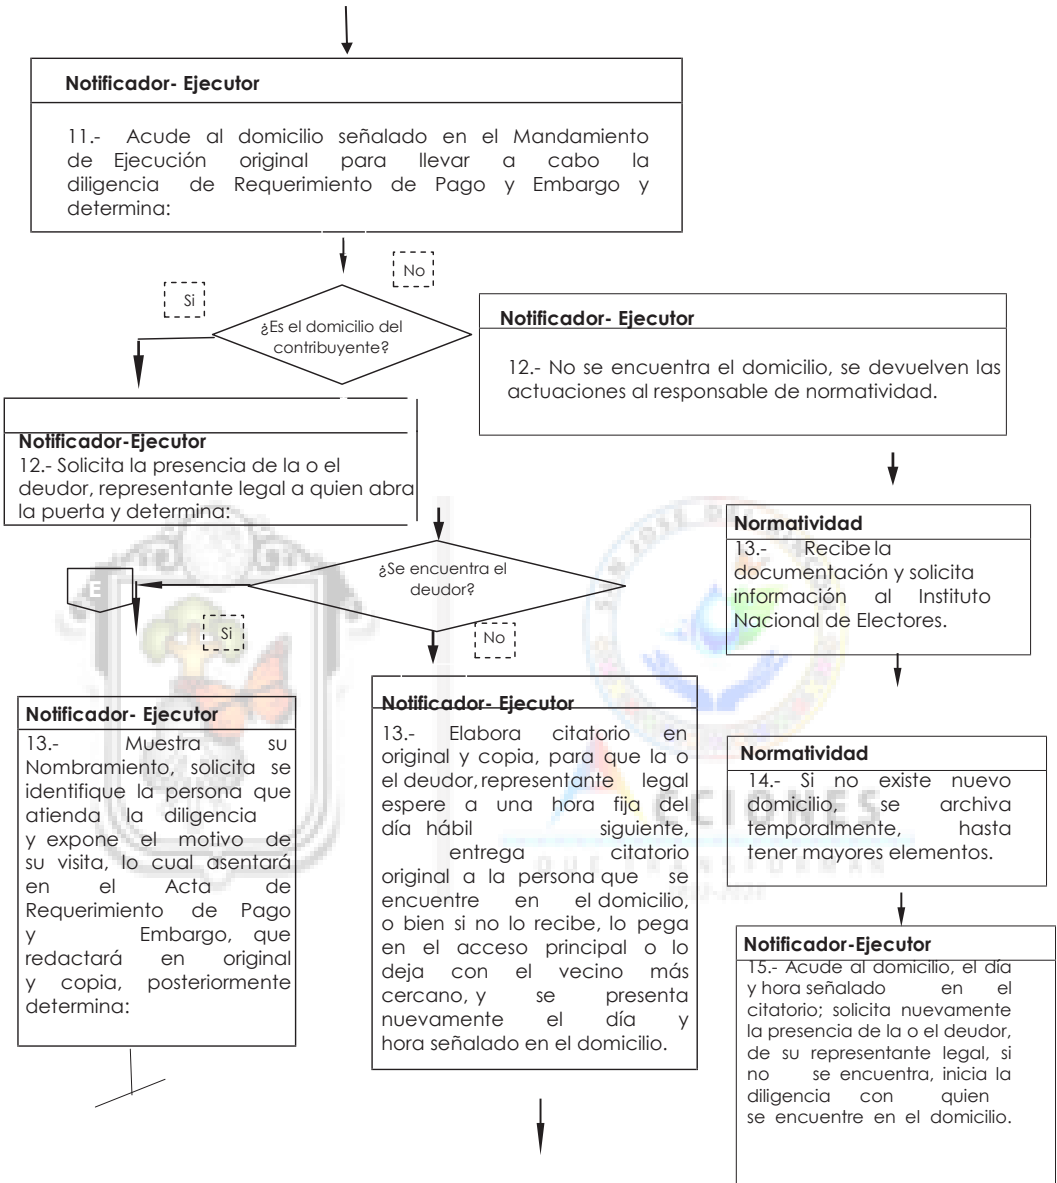 Notificador- Ejecutor
11.- Acude al domicilio señalado en el Mandamiento
de Ejecución original para llevar a cabo la
diligencia de Requerimiento de Pago y Embargo y
determina:
No
Si
¿Es el domicilio del
contribuyente?
Notificador- Ejecutor
12.- No se encuentra el domicilio, se devuelven las
actuaciones al responsable de normatividad.
Notificador-Ejecutor
12.- Solicita la presencia de la o el
deudor, representante legal a quien abra
la puerta y determina:
¿Se encuentra el
deudor?
E
Si
No
Normatividad
13.- Recibe la
documentación y solicita
información al Instituto
Nacional de Electores.
Notificador- Ejecutor
13.- Muestra su
Nombramiento, solicita se
identifique la persona que
atienda la diligencia
y expone el motivo de
su visita, lo cual asentará
en el Acta de
Requerimiento de Pago
y Embargo, que
redactará en original
y copia, posteriormente
determina:
Notificador- Ejecutor
13.- Elabora citatorio en
original y copia, para que la o
el deudor, representante legal
espere a una hora fija del
día hábil siguiente,
entrega citatorio
original a la persona que se
encuentre en el domicilio,
o bien si no lo recibe, lo pega
en el acceso principal o lo
deja con el vecino más
cercano, y se presenta
nuevamente el día y
hora señalado en el domicilio.
Normatividad
14.- Si no existe nuevo
domicilio, se archiva
temporalmente, hasta
tener mayores elementos.
Notificador-Ejecutor
15.- Acude al domicilio, el día
y hora señalado en el
citatorio; solicita nuevamente
la presencia de la o el deudor,
de su representante legal, si
no se encuentra, inicia la
diligencia con quien
se encuentre en el domicilio.